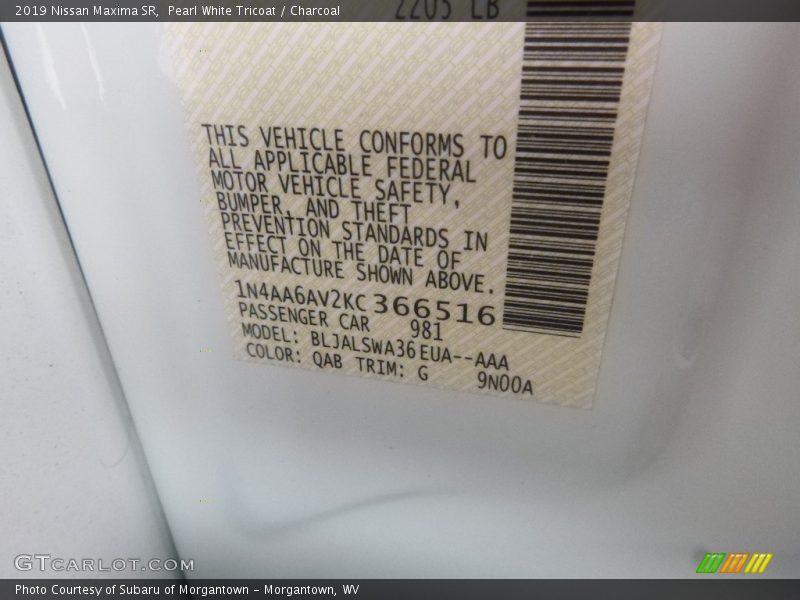 2019 Nissan Maxima SR, Pearl White Tricoat / Charcoal
2205 LB
THIS VEHICLE CONFORMS TO
ALL APPLICABLE FEDERAL
MOTOR VEHICLE SAFETY,
BUMPER, AND THEFT
PREVENTION STANDARDS IN
EFFECT ON THE DATE OF
MANUFACTURE SHOWN ABOVE.
1N4AA6AV2KC366516
PASSENGER CAR 981
MODEL: BLJALSWA36EUA--AAA
COLOR: QAB TRIM: G 9N00A
GTCARLOT.COM
Photo Courtesy of Subaru of Morgantown - Morgantown, WV